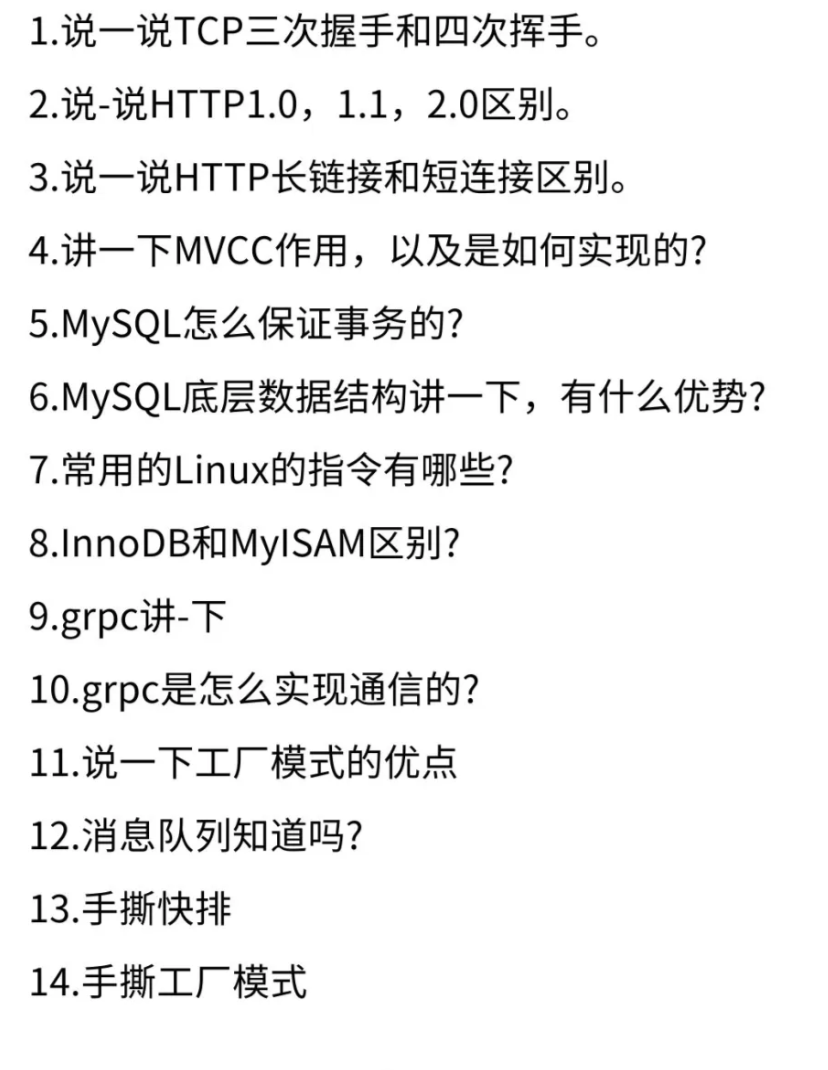 1.说一说TCP三次握手和四次挥手。
2.说-说HTTP1.0，1.1，2.0区别。
3.说一说HTTP长链接和短连接区别。
4.讲一下MVCC作用，以及是如何实现的?
5.MySQL怎么保证事务的?
6.MySQL底层数据结构讲一下，有什么优势?
7.常用的Linux的指令有哪些?
8.InnoDB和MyISAM区别?
9.grpc讲-下
10.grpc是怎么实现通信的?
11.说一下工厂模式的优点
12.消息队列知道吗?
13.手撕快排
14.手撕工厂模式